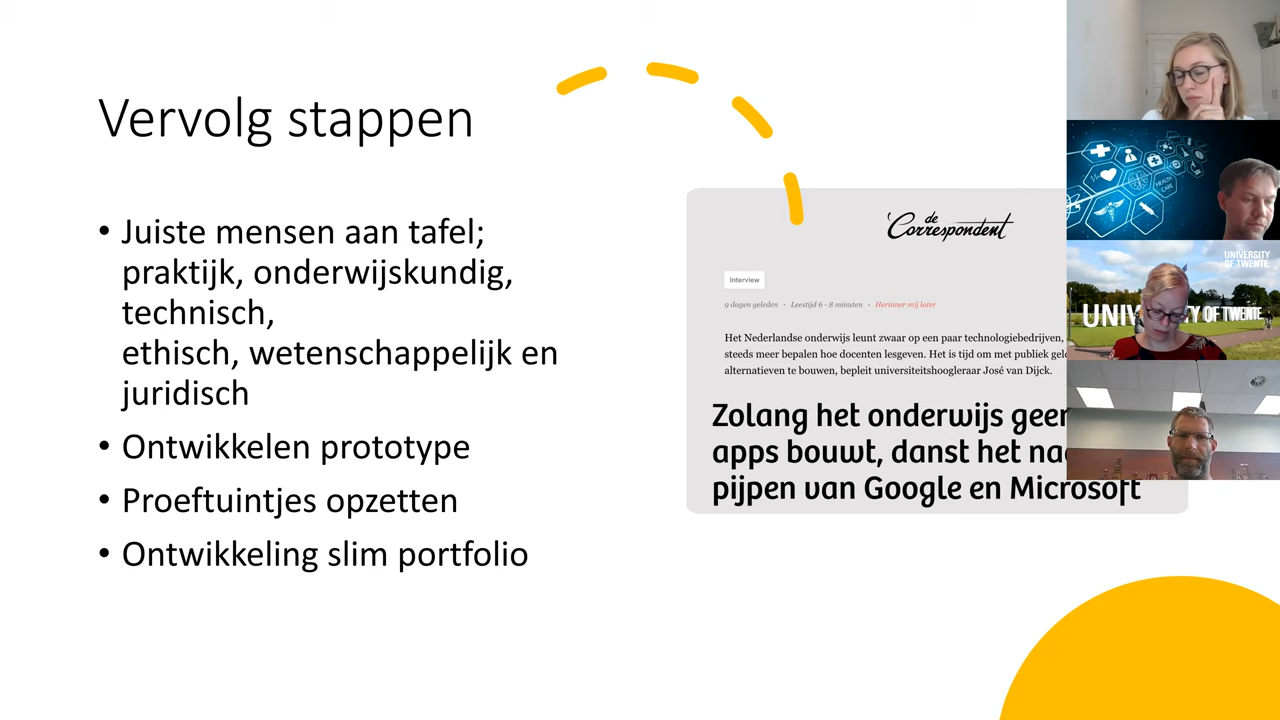 Vervolg stappen
• Juiste mensen aan tafel;
praktijk, onderwijskundig,
technisch,
ethisch, wetenschappelijk en
juridisch
• Ontwikkelen prototype
• Proeftuintjes opzetten
• Ontwikkeling slim portfolio
de
Correspondent
Interview
9 dagen geleden • Leestijd 6 - 8 minuten • Herinner mij later
Het Nederlandse onderwijs leunt zwaar op een paar technologiebedrijven,
steeds meer bepalen hoe docenten lesgeven. Het is tijd om met publiek
alternatieven te bouwen, bepleit universiteitshoogleraar José van Dijck.
Zolang het onderwijs
apps bouwt, danst het
pijpen van Google en Microsoft
HEALTH
CARE
UNIVERSITY
OF TWENTE.
OF TWENTE.